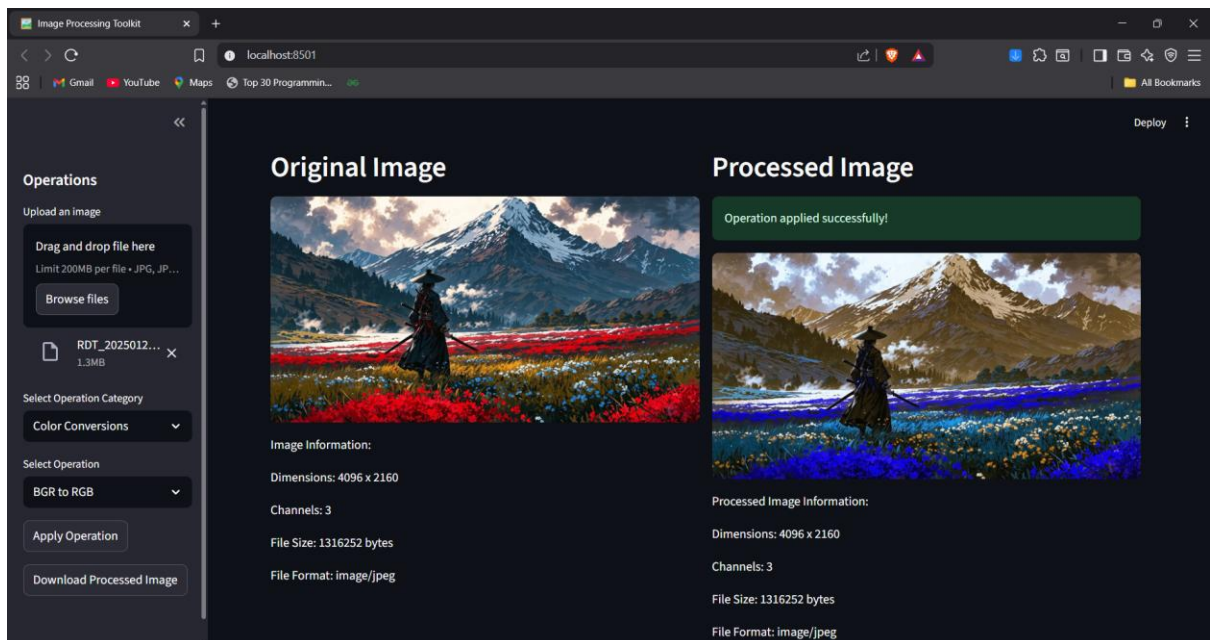 Image Processing Toolkit
localhost:8501
Gmail
YouTube
Maps
Top 30 Programmin...
All Bookmarks
Deploy
Operations
Upload an image
Drag and drop file here
Limit 200MB per file • JPG, JP...
Browse files
RDT_2025012...
1.3MB
Select Operation Category
Color Conversions
Select Operation
BGR to RGB
Apply Operation
Download Processed Image
Original Image
Image Information:
Dimensions: 4096 x 2160
Channels: 3
File Size: 1316252 bytes
File Format: image/jpeg
Processed Image
Operation applied successfully!
Processed Image Information:
Dimensions: 4096 x 2160
Channels: 3
File Size: 1316252 bytes
File Format: image/jpeg